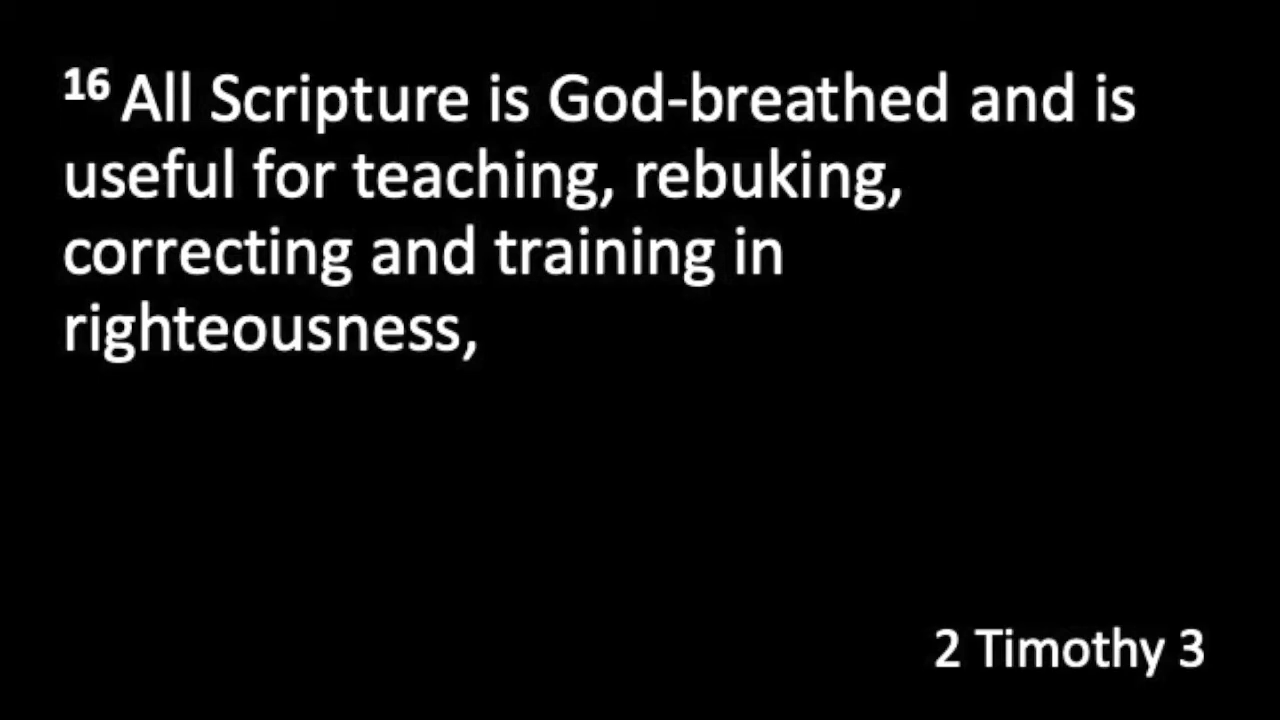 16 All Scripture is God-breathed and is
useful for teaching, rebuking,
correcting and training in
righteousness,
2 Timothy 3